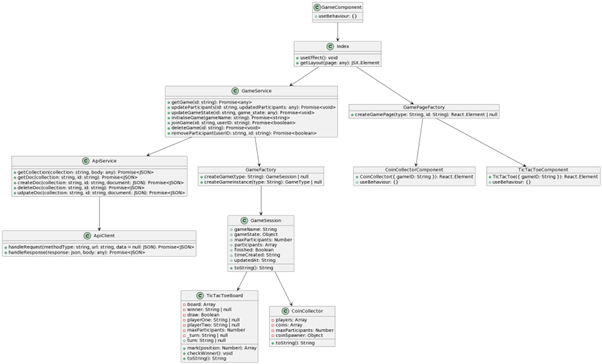 GameComponent
useBehaviour: {}
Index
useEffect(): void
getLayout(page: any): JSX.Element
GameService
getGame(id: string): Promise<any>
updateParticipants(id: string, updatedParticipants: any): Promise<void>
updateGameState(id: string, game_state: any): Promise<void>
initialiseGame(gameName: string): Promise<string>
joinGame(id: string, userID: string): Promise<boolean>
deleteGame(id: string): Promise<void>
removeParticipant(userID: string, id: string): Promise<boolean>
GamePageFactory
createGamePage(type: String, id: String): React.Element | null
ApiService
getCollection(collection: string, body: any): Promise<JSON>
getDoc(collection: string, id: string): Promise<JSON>
createDoc(collection: string, id: string, document: JSON): Promise<JSON>
deleteDoc(collection: string, id: string): Promise<JSON>
udpateDoc(collection: string, id: string, document: JSON): Promise<JSON>
GameFactory
createGame(type: String): GameSession | null
createGameInstance(type: String): GameType | null
CoinCollectorComponent
CoinCollector({ gameID: String }): React.Element
useBehaviour: {}
TicTacToeComponent
TicTacToe({ gameID: String }): React.Element
useBehaviour: {}
ApiClient
handleRequest(methodType: string, url: string, data = null: JSON): Promise<JSON>
handleResponse(response: json, body: any): Promise<JSON>
GameSession
gameName: String
gameState: Object
maxParticipants: Number
participants: Array
finished: Boolean
timeCreated: String
updatedAt: String
toString(): String
TicTacToeBoard
board: Array
winner: String | null
draw: Boolean
playerOne: String | null
playerTwo: String | null
maxParticipants: Number
_turn: String | null
turn: String | null
mark(position: Number): Array
checkWinner(): void
toString(): String
CoinCollector
players: Array
coins: Array
maxParticipants: Number
coinSpawner: Object
toString(): String